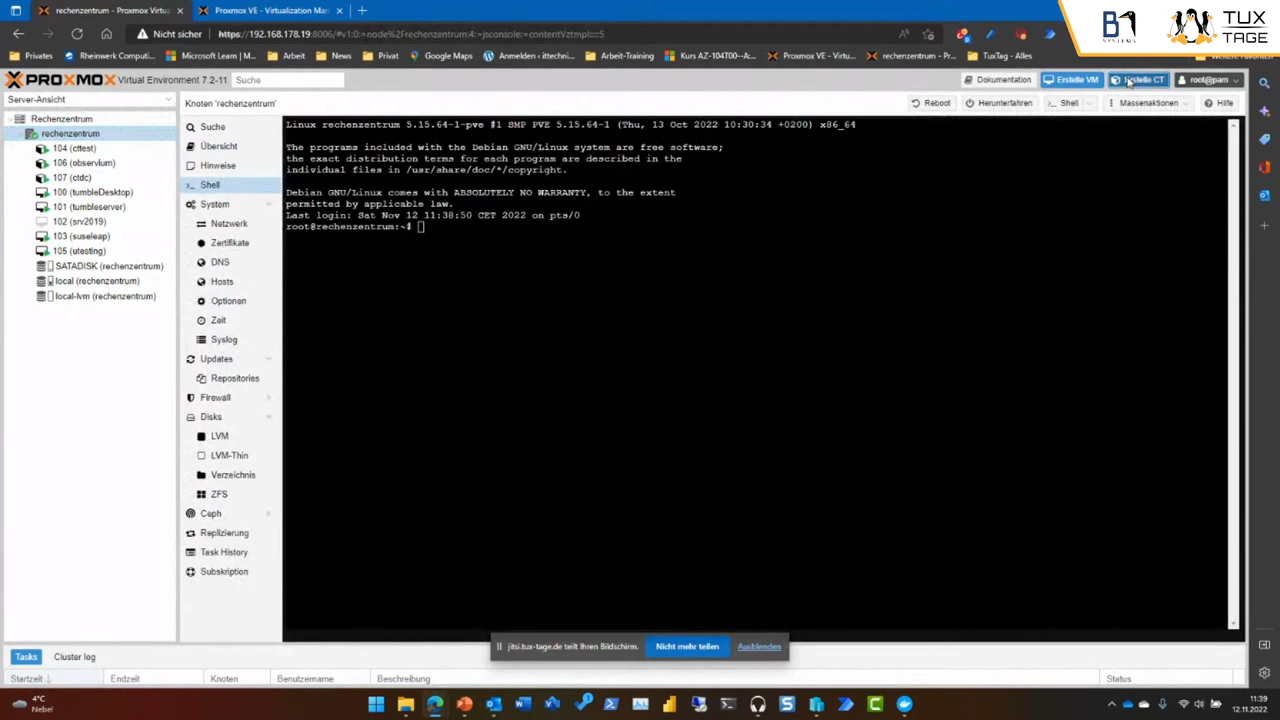 rechenzentrum - Proxmox Virtu
Proxmox VE - Virtualization Man
Nicht sicher
https://192.168.178.19:8006/#v1:0:=node%2Frechenzentrum:4:=jsconsole=contentVztmpl:::5
Privates
Rheinwerk Computi...
Microsoft Learn | M...
Arbeit
News
Privat
Google Maps
Anmelden | ittechni...
Arbeit-Training
Kurs AZ-104T00--A...
Proxmox VE - Virtu...
rechenzentrum - Pr...
TuxTag - Alles
B1
SYSTEMS
TUX
TAGE
PROXMOX
Virtual Environment 7.2-11
Suche
Dokumentation
Erstelle VM
CT
root@pam
Server-Ansicht
Rechenzentrum
rechenzentrum
104 (cttest)
106 (observium)
107 (ctdc)
100 (tumbleDesktop)
101 (tumbleserver)
102 (srv2019)
103 (suseleap)
105 (utesting)
SATADISK (rechenzentrum)
local (rechenzentrum)
local-lvm (rechenzentrum)
Knoten 'rechenzentrum'
Reboot
Herunterfahren
Shell
Massenaktionen
Hilfe
Suche
Übersicht
Hinweise
Shell
System
Netzwerk
Zertifikate
DNS
Hosts
Optionen
Zeit
Syslog
Updates
Repositories
Firewall
Disks
LVM
LVM-Thin
Verzeichnis
ZFS
Ceph
Replizierung
Task History
Subskription
Linux rechenzentrum 5.15.64-1-pve #1 SMP PVE 5.15.64-1 (Thu, 13 Oct 2022 10:30:34 +0200) x86_64
The programs included with the Debian GNU/Linux system are free software;
the exact distribution terms for each program are described in the
individual files in /usr/share/doc/*/copyright.
Debian GNU/Linux comes with ABSOLUTELY NO WARRANTY, to the extent
permitted by applicable law.
Last login: Sat Nov 12 11:38:50 CET 2022 on pts/0
root@rechenzentrum:~#
jitsi.tux-tage.de teilt Ihren Bildschirm.
Nicht mehr teilen
Ausblenden
Tasks
Cluster log
Startzeit
Endzeit
Knoten
Benutzername
Beschreibung
Status
4°C
Nebel
11:39
12.11.2022